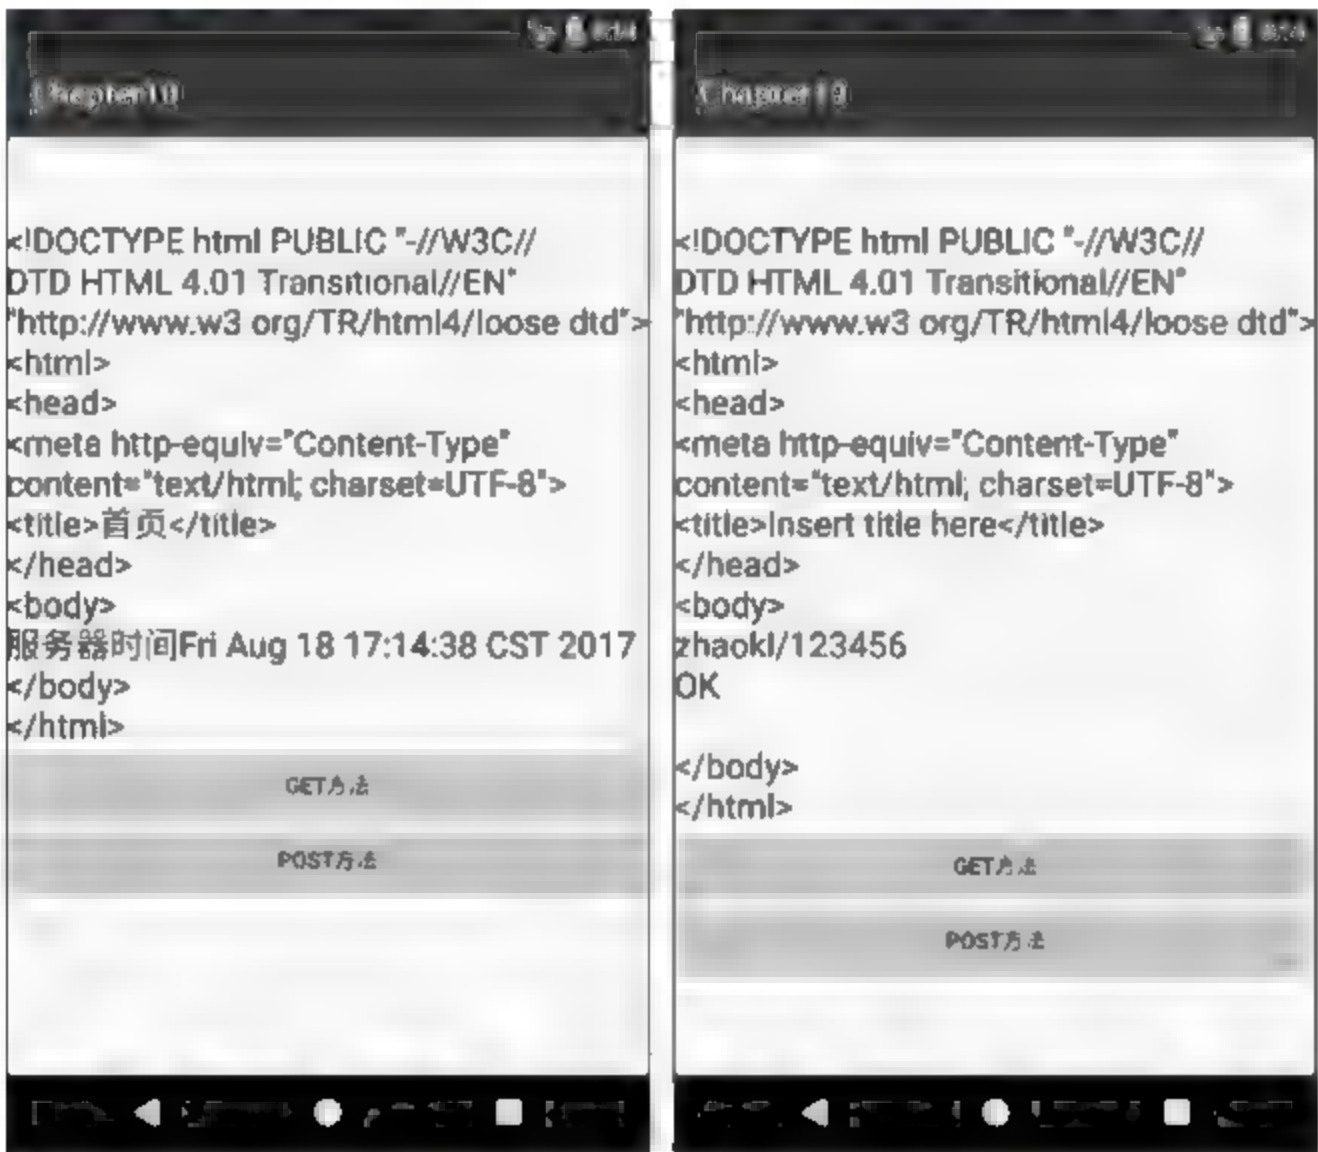 Chapter10
<!DOCTYPE html PUBLIC "-//W3C//
DTD HTML 4.01 Transitional//EN"
"http://www.w3 org/TR/html4/loose dtd">
<html>
<head>
<meta http-equiv="Content-Type"
content="text/html; charset=UTF-8">
<title>首页</title>
</head>
<body>
服务器时间Fri Aug 18 17:14:38 CST 2017
</body>
</html>
GET方法
POST方法
Chapter10
<!DOCTYPE html PUBLIC "-//W3C//
DTD HTML 4.01 Transitional//EN"
"http://www.w3 org/TR/html4/loose dtd">
<html>
<head>
<meta http-equiv="Content-Type"
content="text/html; charset=UTF-8">
<title>Insert title here</title>
</head>
<body>
zhaokl/123456
OK
</body>
</html>
GET方法
POST方法